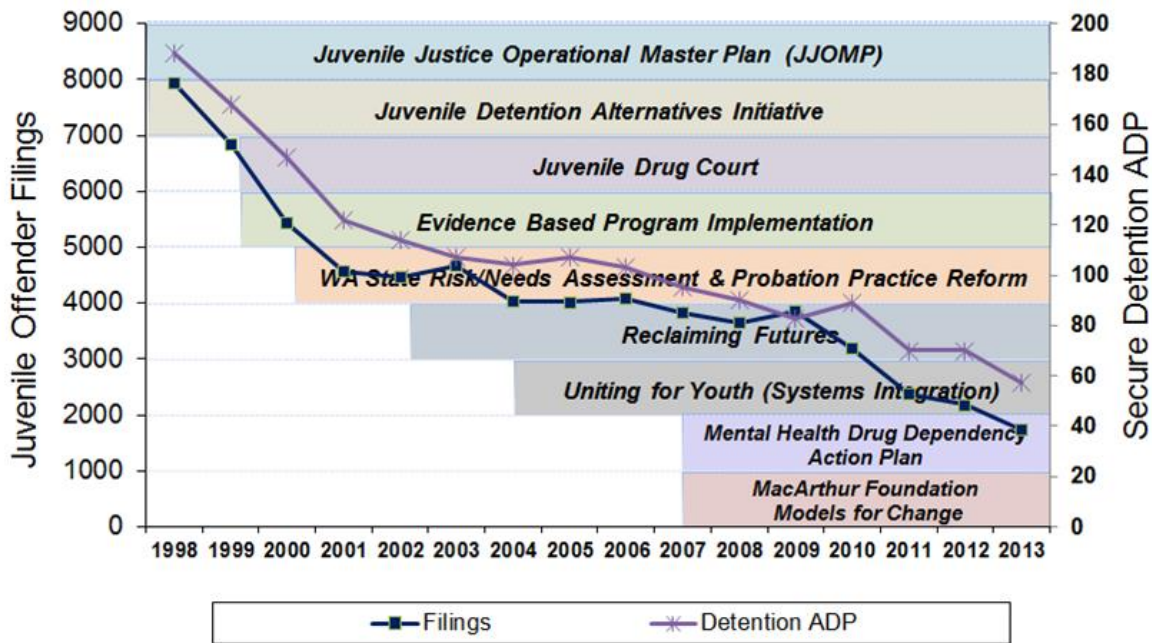 9000
8000
7000
6000
5000
4000
3000
2000
1000
0
Juvenile Offender Filings
Juvenile Justice Operational Master Plan (JJOMP)
Juvenile Detention Alternatives Initiative
Juvenile Drug Court
Evidence Based Program Implementation
WA State Risk/Needs Assessment & Probation Practice Reform
Reclaiming Futures
Uniting for Youth (Systems Integration)
Mental Health Drug Dependency
Action Plan
MacArthur Foundation
Models for Change
200
180
160
140
120
100
80
60
40
20
0
Secure Detention ADP
1998 1999 2000 2001 2002 2003 2004 2005 2006 2007 2008 2009 2010 2011 2012 2013
Filings Detention ADP